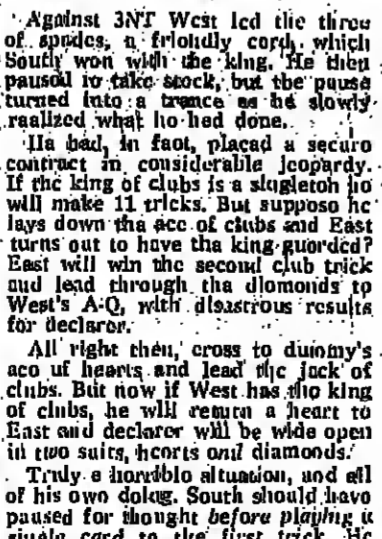 Against 3NT West led the three
of spades, a friendly card, which
South won with the king. He then
paused to take stock, but the pause
turned into a trance as he slowly
realized what he had done.
He had, in fact, placed a secure
contract in considerable jeopardy.
If the king of clubs is a singleton he
will make 11 tricks. But suppose he
lays down the ace of clubs and East
turns out to have the king guarded?
East will win the second club trick
and lead through the diamonds to
West's A-Q, with disastrous results
for declarer.
All right then, cross to dummy's
ace of hearts and lead the jack of
clubs. But now if West has the king
of clubs, he will return a heart to
East and declarer will be wide open
in two suits, hearts and diamonds.
Truly a horrible situation, and all
of his own doing. South should have
paused for thought before playing a
single card to the first trick. He